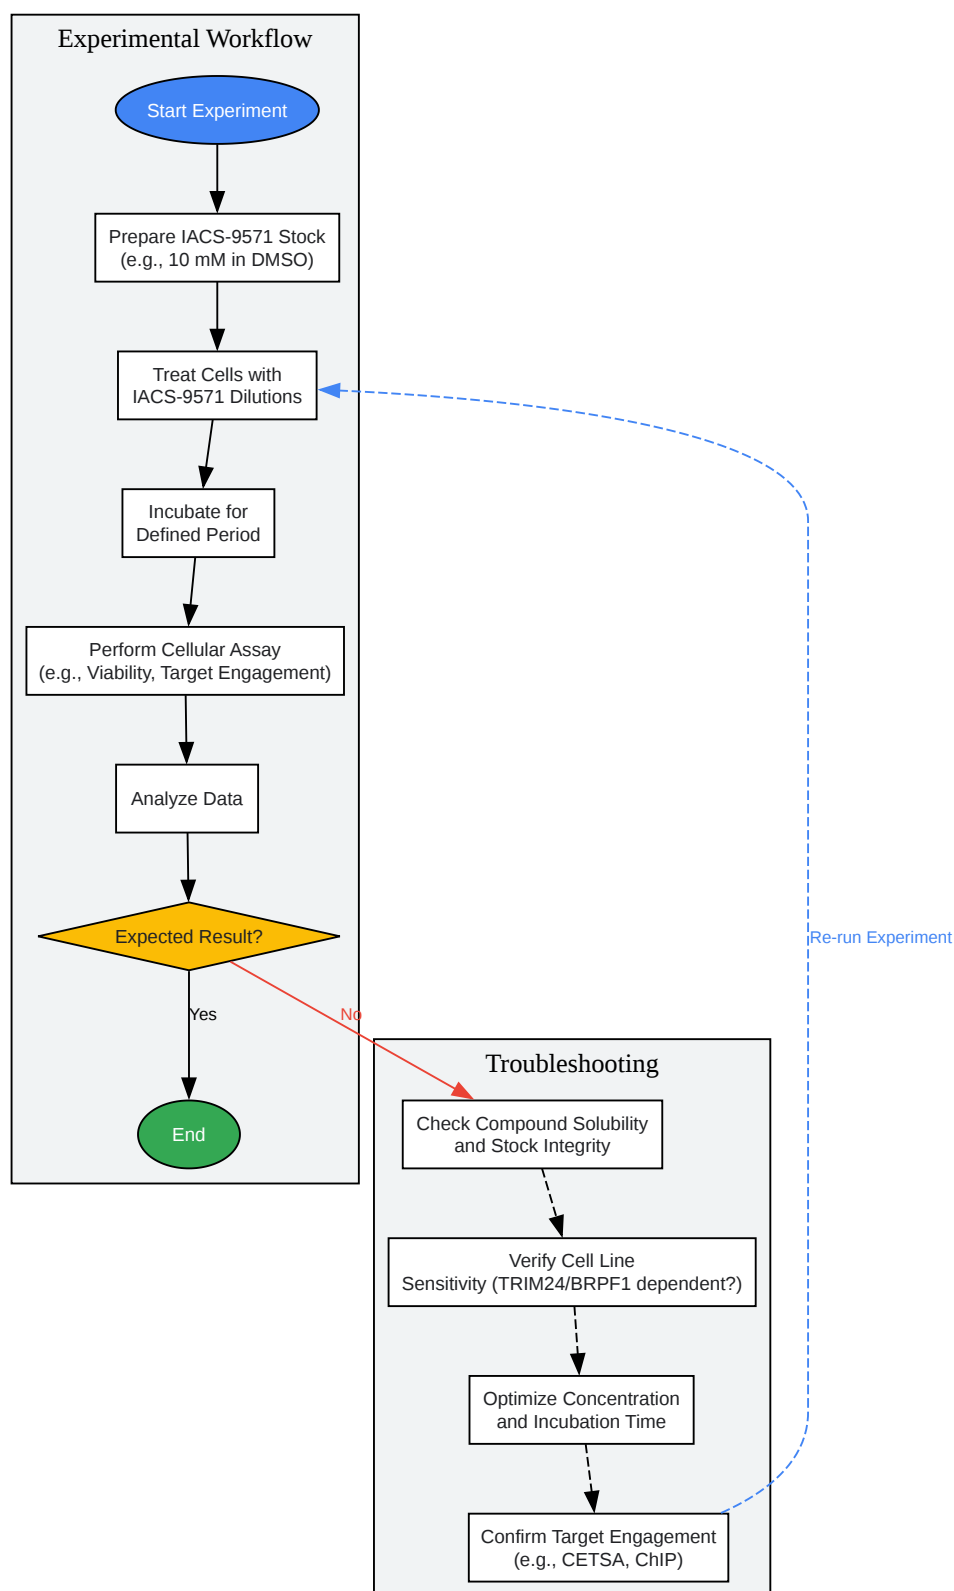 Experimental Workflow
Start Experiment
Prepare IACS-9571 Stock
(e.g., 10 mM in DMSO)
Treat Cells with
IACS-9571 Dilutions
Incubate for
Defined Period
Perform Cellular Assay
(e.g., Viability, Target Engagement)
Analyze Data
Expected Result?
Re-run Experiment
Yes
No
End
Troubleshooting
Check Compound Solubility
and Stock Integrity
Verify Cell Line
Sensitivity (TRIM24/BRPF1 dependent?)
Optimize Concentration
and Incubation Time
Confirm Target Engagement
(e.g., CETSA, ChIP)